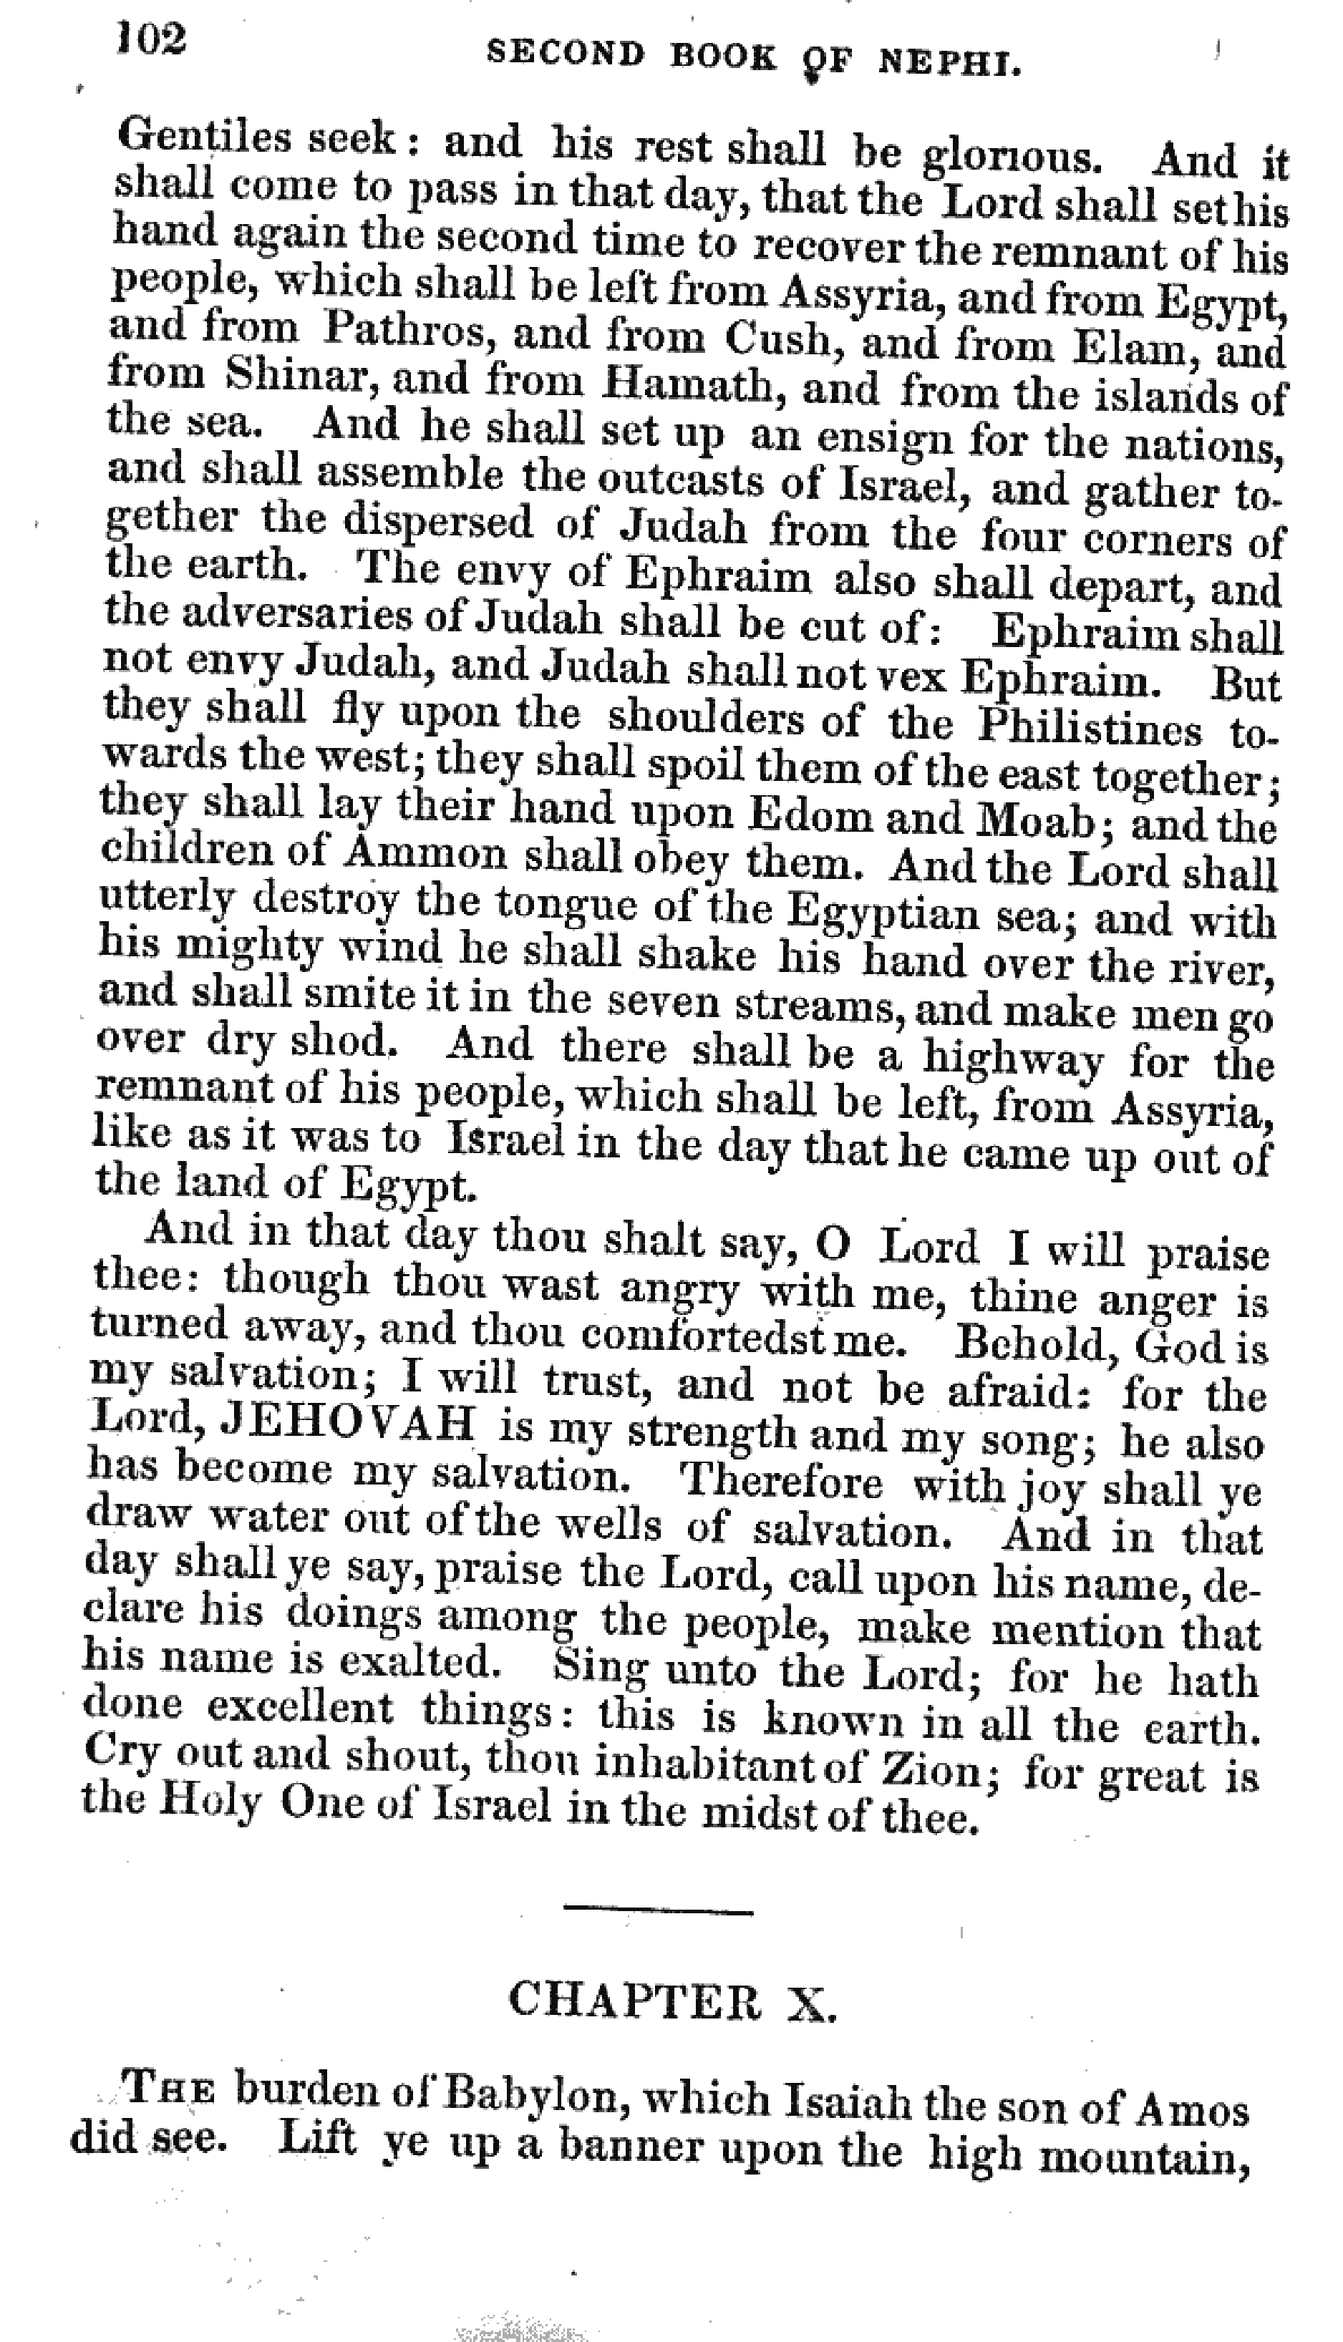 102
SECOND BOOK OF NEPHI.
Gentiles seek: and his rest shall be glorious. And it
shall come to pass in that day, that the Lord shall set his
hand again the second time to recover the remnant of his
people, which shall be left from Assyria, and from Egypt,
and from Pathros, and from Cush, and from Elam, and
from Shinar, and from Hamath, and from the islands of
the sea. And he shall set up an ensign for the nations,
and shall assemble the outcasts of Israel, and gather to-
gether the dispersed of Judah from the four corners of
the earth. The envy of Ephraim also shall depart, and
the adversaries of Judah shall be cut of: Ephraim shall
not envy Judah, and Judah shall not vex Ephraim. But
they shall fly upon the shoulders of the Philistines to-
wards the west; they shall spoil them of the east together;
they shall lay their hand upon Edom and Moab; and the
children of Ammon shall obey them. And the Lord shall
utterly destroy the tongue of the Egyptian sea; and with
his mighty wind he shall shake his hand over the river,
and shall smite it in the seven streams, and make men go
over dry shod. And there shall be a highway for the
remnant of his people, which shall be left, from Assyria,
like as it was to Israel in the day that he came up out of
the land of Egypt.
And in that day thou shalt say, O Lord I will praise
thee: though thou wast angry with me, thine anger is
turned away, and thou comfortedst me. Behold, God is
my salvation; I will trust, and not be afraid: for the
Lord, JEHOVAH is my strength and my song; he also
has become my salvation. Therefore with joy shall ye
draw water out of the wells of salvation. And in that
day shall ye say, praise the Lord, call upon his name, de-
clare his doings among the people, make mention that
his name is exalted. Sing unto the Lord; for he hath
done excellent things: this is known in all the earth.
Cry out and shout, thou inhabitant of Zion; for great is
the Holy One of Israel in the midst of thee.
CHAPTER X.
THE burden of Babylon, which Isaiah the son of Amos
did see. Lift ye up a banner upon the high mountain,